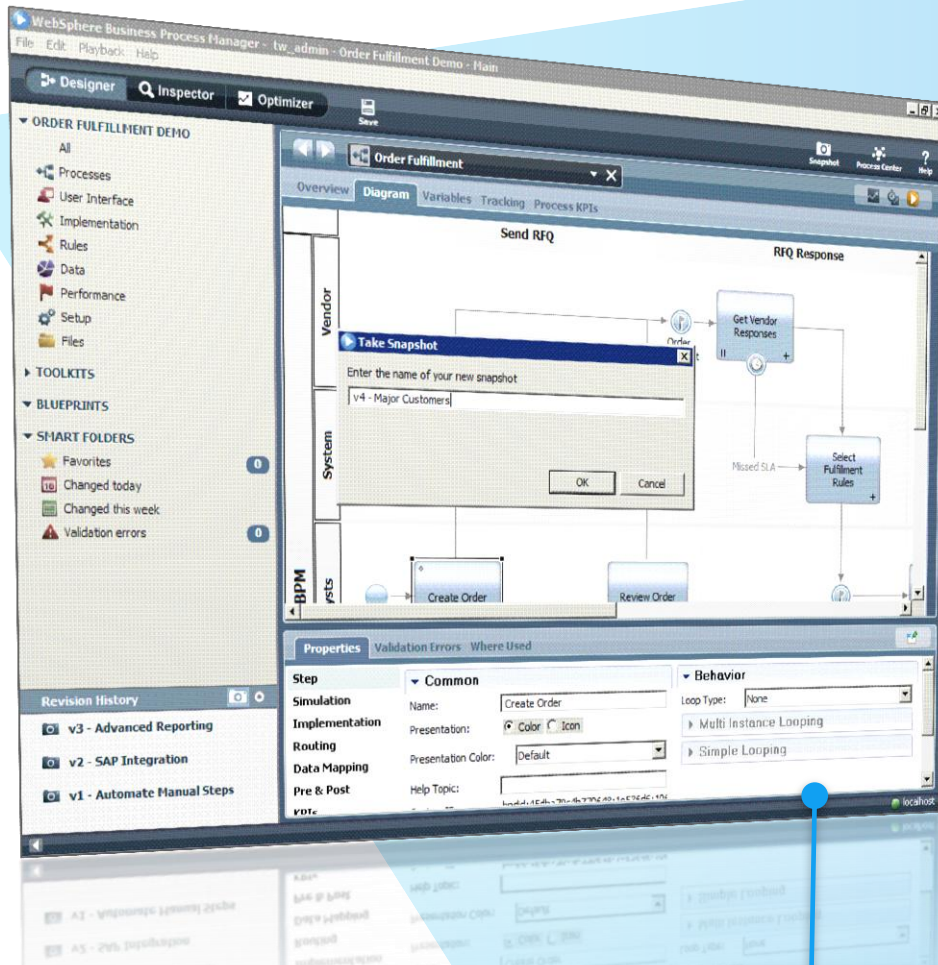 WebSphere Business Process Manager - tw_admin - Order Fulfillment Demo - Main
File Edit Playback Help
Designer Inspector Optimizer
Save
Snapshot Process Center Help
ORDER FULFILLMENT DEMO
All
Processes
User Interface
Implementation
Rules
Data
Performance
Setup
Files
TOOLKITS
BLUEPRINTS
SMART FOLDERS
Favorites 0
Changed today
Changed this week
Validation errors 0
Revision History
v3 - Advanced Reporting
v2 - SAP Integration
v1 - Automate Manual Steps
Order Fulfillment
Overview Diagram Variables Tracking Process KPIs
Send RFQ
RFQ Response
Vendor
System
BPM
Order
Get Vendor
Responses
Missed SLA
Select
Fulfilment
Rules
Create Order
Review Order
Take Snapshot
Enter the name of your new snapshot
v4 - Major Customers
OK Cancel
Properties Validation Errors Where Used
Step
Simulation
Implementation
Routing
Data Mapping
Pre & Post
KPIs
Common
Name: Create Order
Presentation: Color Icon
Presentation Color: Default
Help Topic:
Behavior
Loop Type: None
Multi Instance Looping
Simple Looping
localhost